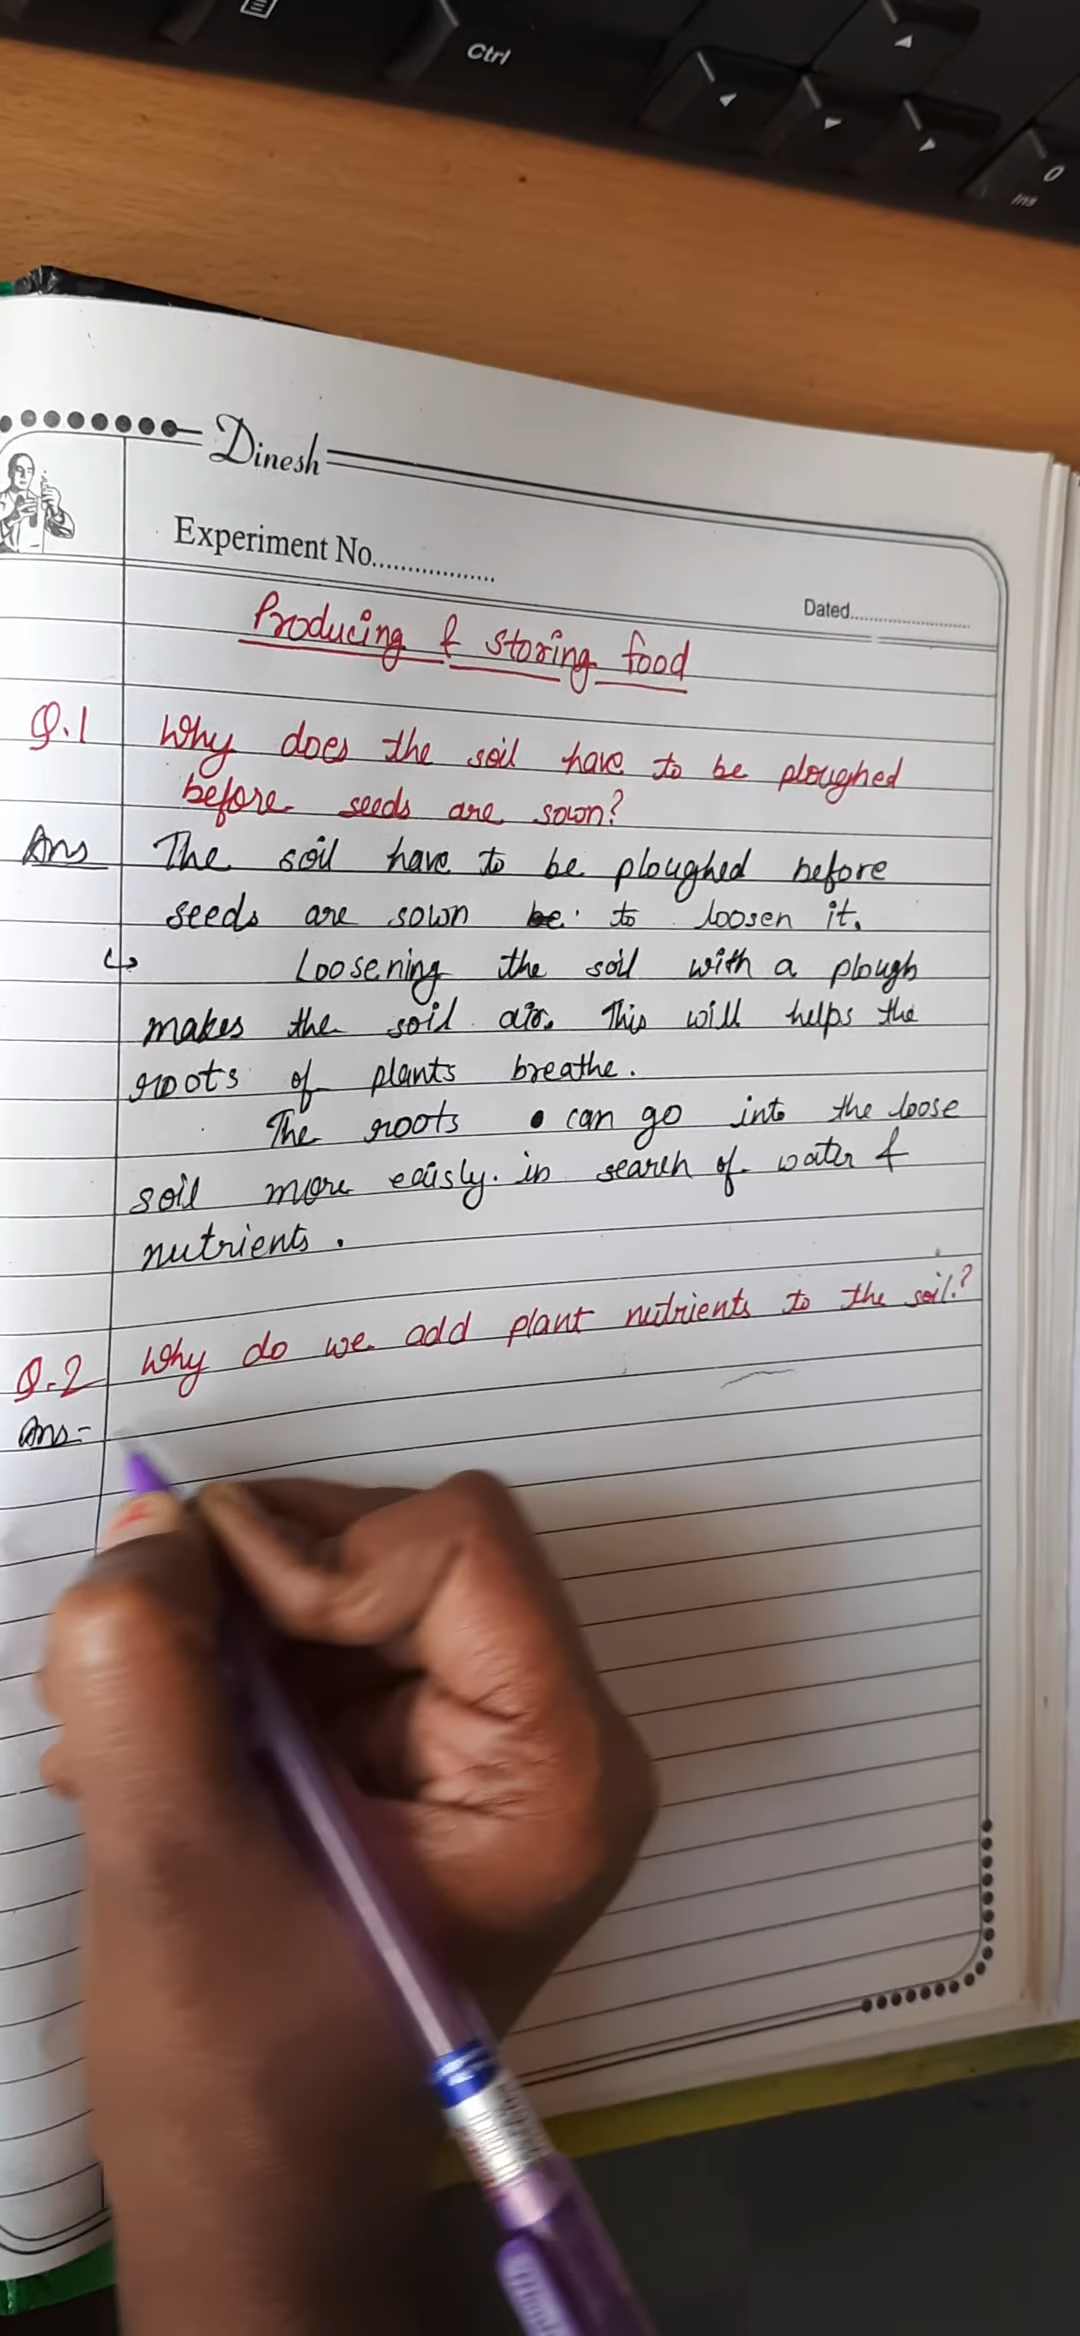 Ctrl
0
Ins
Dinesh
Experiment No..................
Dated........................
Producing & storing food
Q.1 Why does the soil have to be ploughed
before seeds are sown?
Ans The soil have to be ploughed before
seeds are sown to loosen it.
Loosening the soil with a plough
makes the soil air. This will helps the
roots of plants breathe.
The roots can go into the loose
soil more eaisly. in search of water &
nutrients.
Q.2 Why do we add plant nutrients to the soil?
Ans=